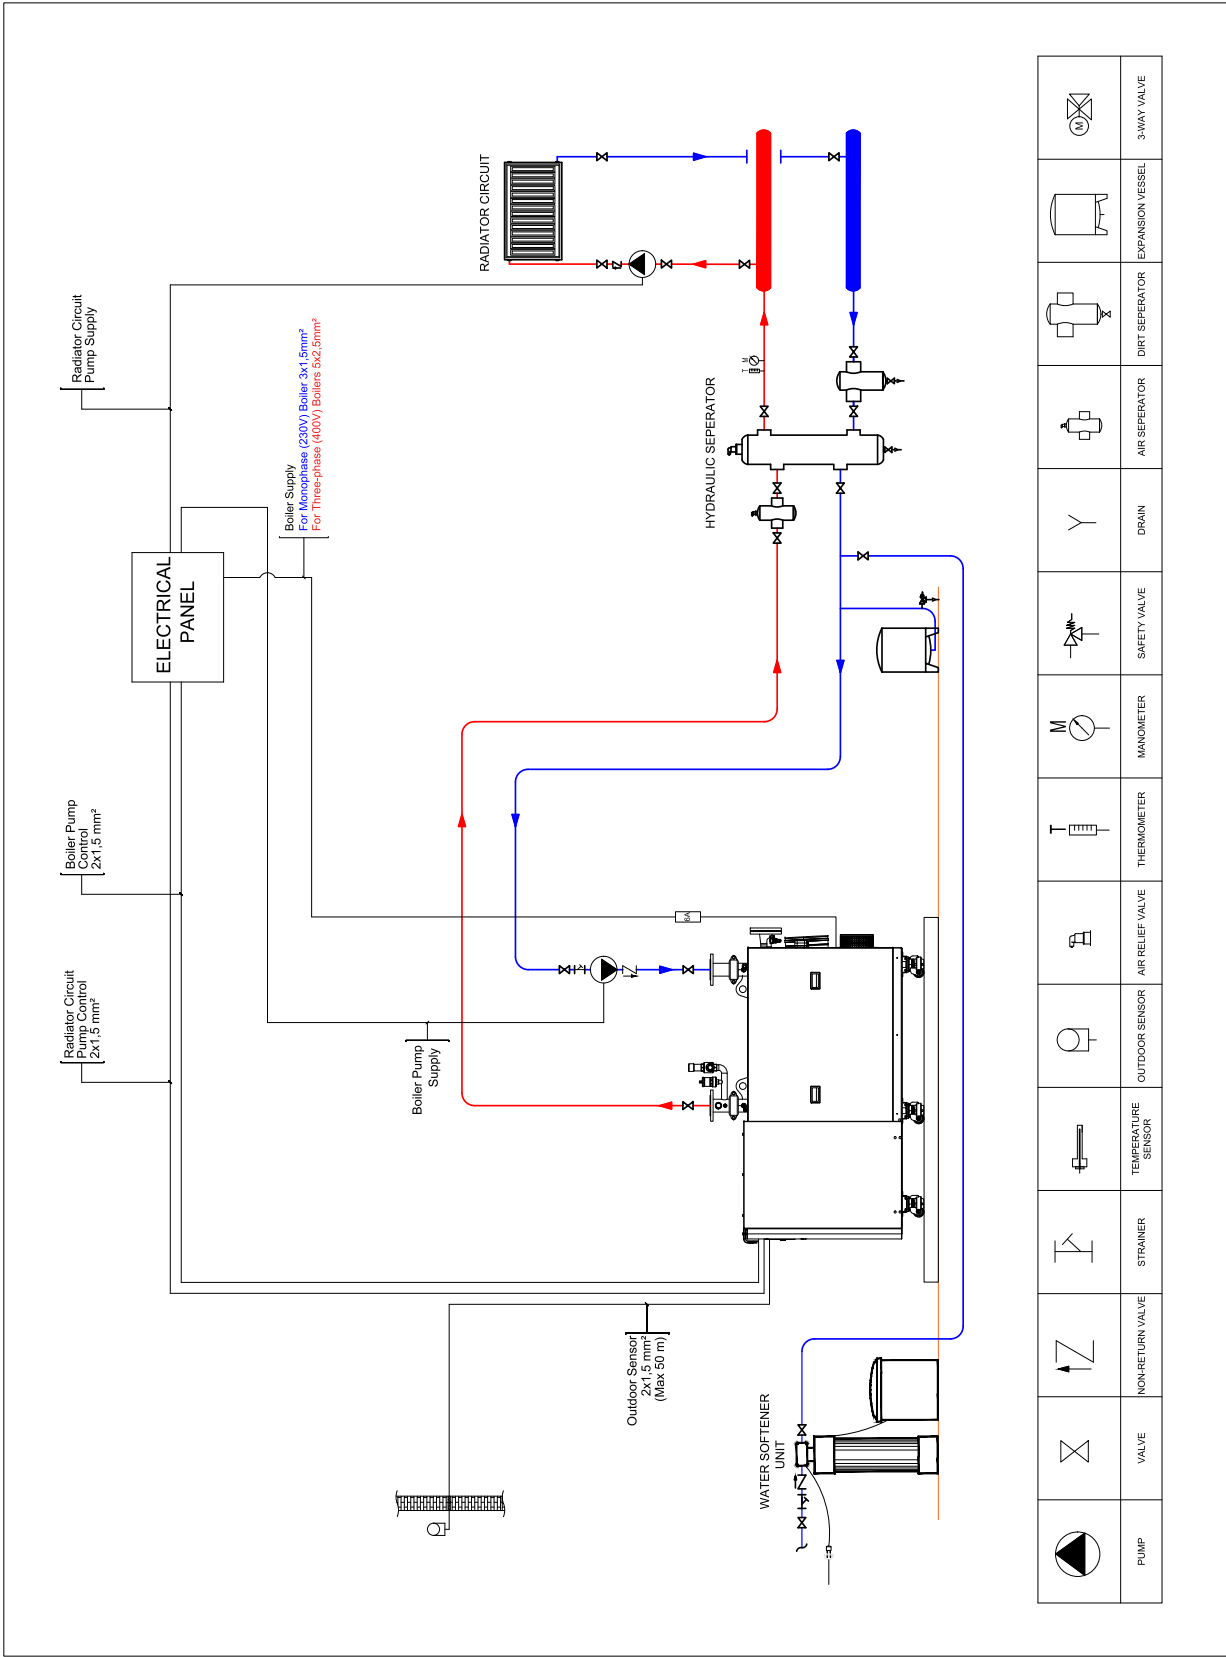 Radiator Circuit
Pump Control
2x1,5 mm²
Boiler Pump
Control
2x1,5 mm²
Radiator Circuit
Pump Supply
ELECTRICAL
PANEL
Boiler Supply
For Monophase (230V) Boiler 3x1,5mm²
For Three-phase (400V) Boilers 5x2,5mm²
Boiler Pump
Supply
RADIATOR CIRCUIT
Outdoor Sensor
2x1,5 mm²
(Max 50 m)
6A
HYDRAULIC SEPERATOR
T
M
WATER SOFTENER
UNIT
M
T
M
PUMP
VALVE
NON-RETURN VALVE
STRAINER
TEMPERATURE
SENSOR
OUTDOOR SENSOR
AIR RELIEF VALVE
THERMOMETER
MANOMETER
SAFETY VALVE
DRAIN
AIR SEPERATOR
DIRT SEPERATOR
EXPANSION VESSEL
3-WAY VALVE